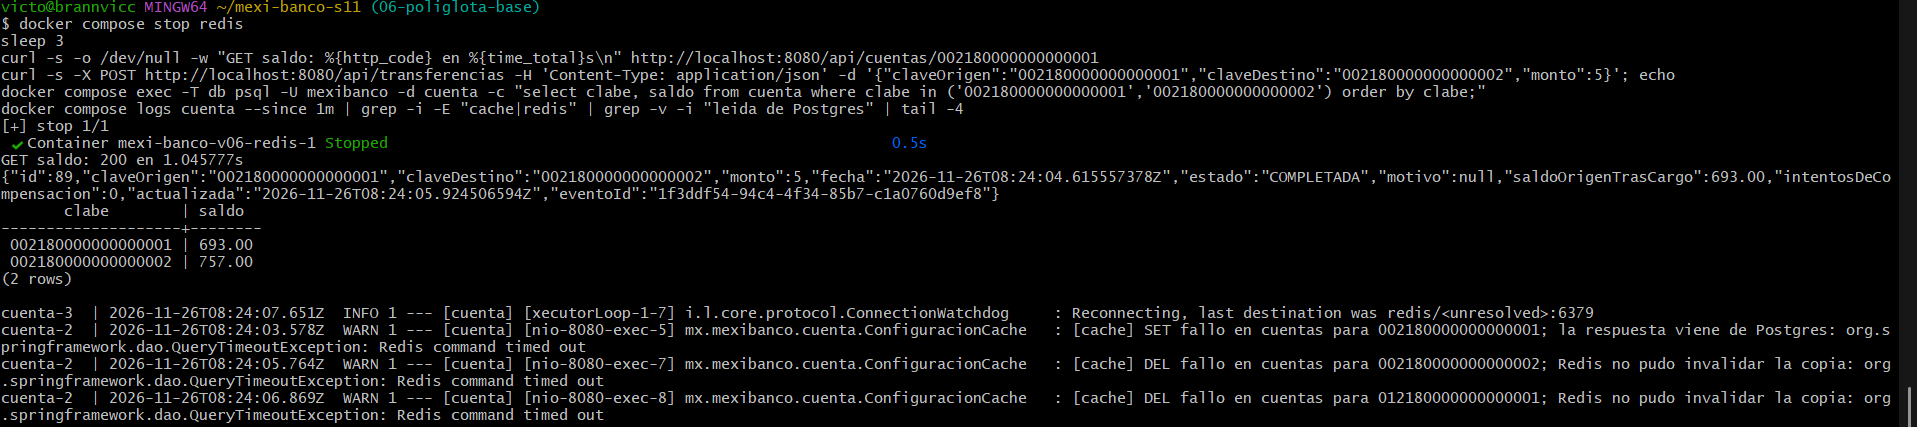 victo@brannvicc MINGW64 ~/mexi-banco-s11 (06-poliglota-base)
$ docker compose stop redis
sleep 3
curl -s -o /dev/null -w "GET saldo: %{http_code} en %{time_total}s\n" http://localhost:8080/api/cuentas/002180000000000001
curl -s -X POST http://localhost:8080/api/transferencias -H 'Content-Type: application/json' -d '{"claveOrigen":"002180000000000001","claveDestino":"002180000000000002","monto":5}'; echo
docker compose exec -T db psql -U mexibanco -d cuenta -c "select clabe, saldo from cuenta where clabe in ('002180000000000001','002180000000000002') order by clabe;"
docker compose logs cuenta --since 1m | grep -i -E "cache|redis" | grep -v -i "leida de Postgres" | tail -4
[+] stop 1/1
✔ Container mexi-banco-v06-redis-1 Stopped 0.5s
GET saldo: 200 en 1.045777s
{"id":89,"claveOrigen":"002180000000000001","claveDestino":"002180000000000002","monto":5,"fecha":"2026-11-26T08:24:04.615557378Z","estado":"COMPLETADA","motivo":null,"saldoOrigenTrasCargo":693.00,"intentosDeCo
mpensacion":0,"actualizada":"2026-11-26T08:24:05.924506594Z","eventoId":"1f3ddf54-94c4-4f34-85b7-c1a0760d9ef8"}
clabe | saldo
--------------------+--------
002180000000000001 | 693.00
002180000000000002 | 757.00
(2 rows)
cuenta-3 | 2026-11-26T08:24:07.651Z INFO 1 --- [cuenta] [xecutorLoop-1-7] i.l.core.protocol.ConnectionWatchdog : Reconnecting, last destination was redis/<unresolved>:6379
cuenta-2 | 2026-11-26T08:24:03.578Z WARN 1 --- [cuenta] [nio-8080-exec-5] mx.mexibanco.cuenta.ConfiguracionCache : [cache] SET fallo en cuentas para 002180000000000001; la respuesta viene de Postgres: org.s
pringframework.dao.QueryTimeoutException: Redis command timed out
cuenta-2 | 2026-11-26T08:24:05.764Z WARN 1 --- [cuenta] [nio-8080-exec-7] mx.mexibanco.cuenta.ConfiguracionCache : [cache] DEL fallo en cuentas para 002180000000000002; Redis no pudo invalidar la copia: org
.springframework.dao.QueryTimeoutException: Redis command timed out
cuenta-2 | 2026-11-26T08:24:06.869Z WARN 1 --- [cuenta] [nio-8080-exec-8] mx.mexibanco.cuenta.ConfiguracionCache : [cache] DEL fallo en cuentas para 012180000000000001; Redis no pudo invalidar la copia: org
.springframework.dao.QueryTimeoutException: Redis command timed out